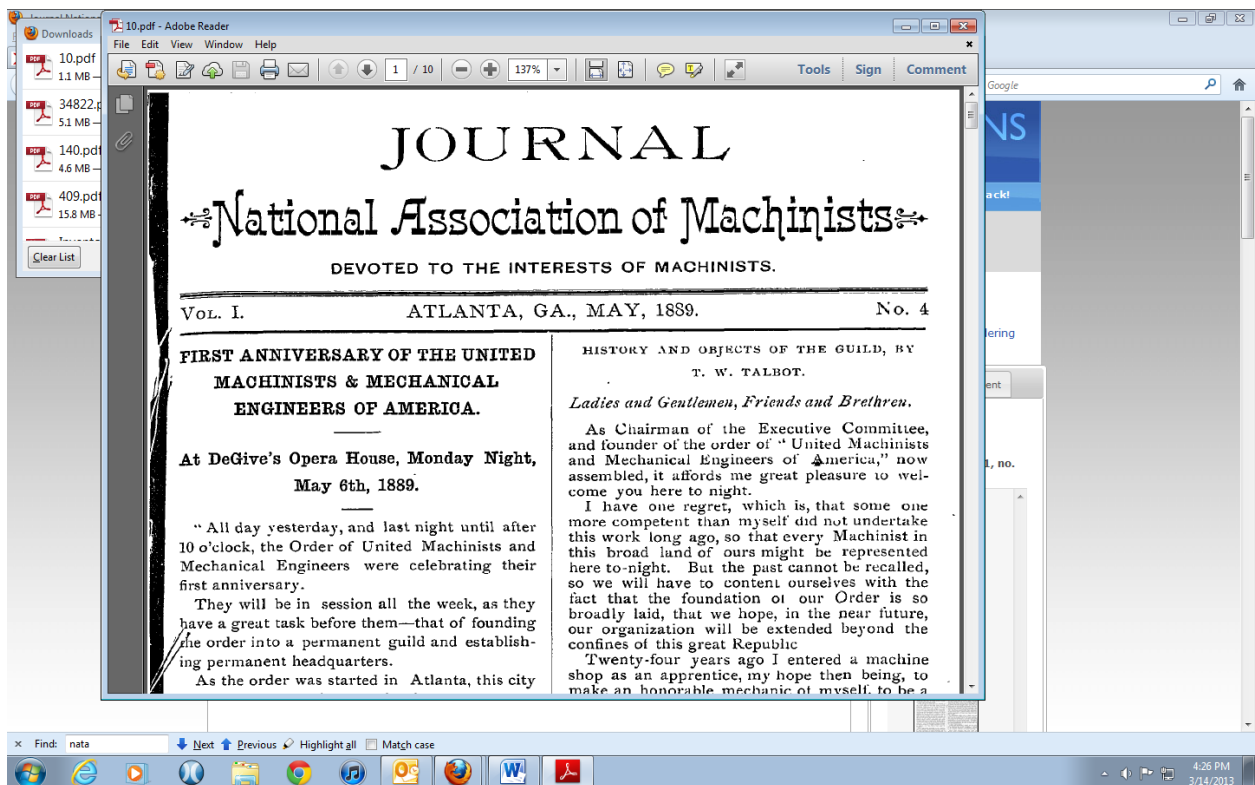 10.pdf - Adobe Reader
File Edit View Window Help
1 / 10 137% Tools Sign Comment
Downloads
10.pdf
1.1 MB —
34822.p
5.1 MB —
140.pdf
4.6 MB —
409.pdf
15.8 MB -
Clear List
JOURNAL
National Association of Machinists
DEVOTED TO THE INTERESTS OF MACHINISTS.
VOL. I. ATLANTA, GA., MAY, 1889. No. 4
FIRST ANNIVERSARY OF THE UNITED
MACHINISTS & MECHANICAL
ENGINEERS OF AMERICA.
At DeGive's Opera House, Monday Night,
May 6th, 1889.
" All day yesterday, and last night until after
10 o'clock, the Order of United Machinists and
Mechanical Engineers were celebrating their
first anniversary.
They will be in session all the week, as they
have a great task before them—that of founding
the order into a permanent guild and establish-
ing permanent headquarters.
As the order was started in Atlanta, this city
HISTORY AND OBJECTS OF THE GUILD, BY
T. W. TALBOT.
Ladies and Gentlemen, Friends and Brethren.
As Chairman of the Executive Committee,
and founder of the order of " United Machinists
and Mechanical Engineers of America," now
assembled, it affords me great pleasure to wel-
come you here to night.
I have one regret, which is, that some one
more competent than myself did not undertake
this work long ago, so that every Machinist in
this broad land of ours might be represented
here to-night. But the past cannot be recalled,
so we will have to content ourselves with the
fact that the foundation of our Order is so
broadly laid, that we hope, in the near future,
our organization will be extended beyond the
confines of this great Republic
Twenty-four years ago I entered a machine
shop as an apprentice, my hope then being, to
make an honorable mechanic of myself, to be a
Google
NS
ack!
lering
ent
1, no.
× Find: nata Next Previous Highlight all Match case
4:26 PM
3/14/2013